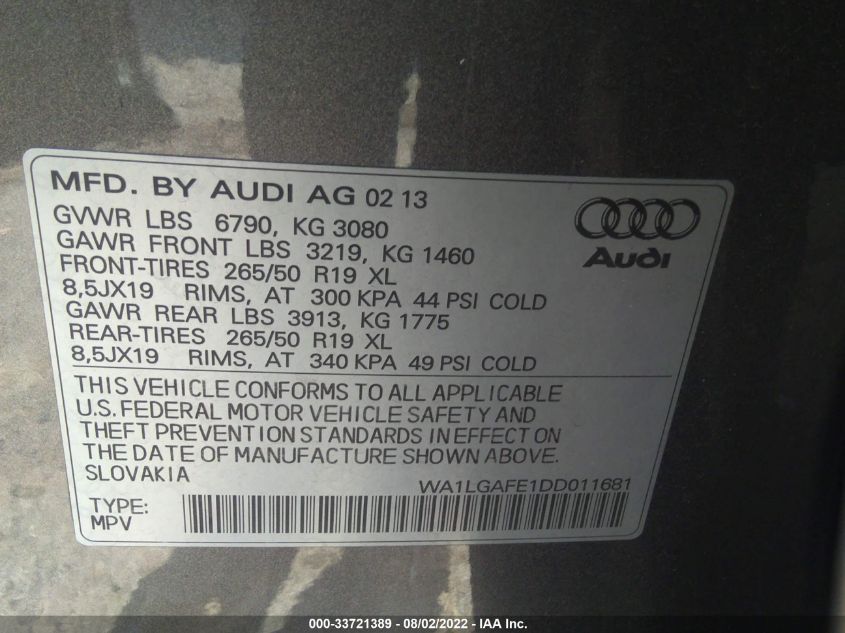 MFD. BY AUDI AG 02 13
GVWR LBS 6790, KG 3080
GAWR FRONT LBS 3219, KG 1460
FRONT-TIRES 265/50 R19 XL
8,5JX19 RIMS, AT 300 KPA 44 PSI COLD
GAWR REAR LBS 3913, KG 1775
REAR-TIRES 265/50 R19 XL
8,5JX19 RIMS, AT 340 KPA 49 PSI COLD
Audi
THIS VEHICLE CONFORMS TO ALL APPLICABLE
U.S. FEDERAL MOTOR VEHICLE SAFETY AND
THEFT PREVENTION STANDARDS IN EFFECT ON
THE DATE OF MANUFACTURE SHOWN ABOVE.
SLOVAKIA
WA1LGAFE1DD011681
TYPE:
MPV
000-33721389 - 08/02/2022 - IAA Inc.